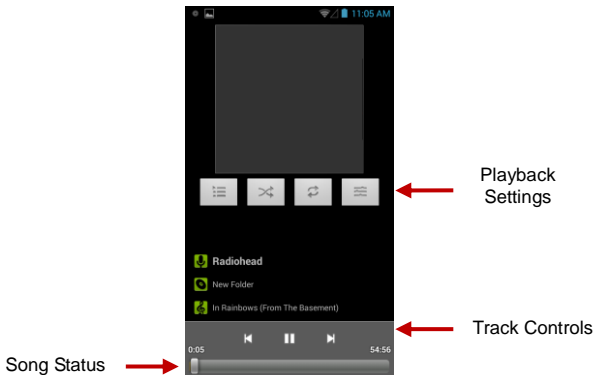 11:05 AM
Playback
Settings
Radiohead
New Folder
In Rainbows (From The Basement)
Track Controls
0:05
54:56
Song Status